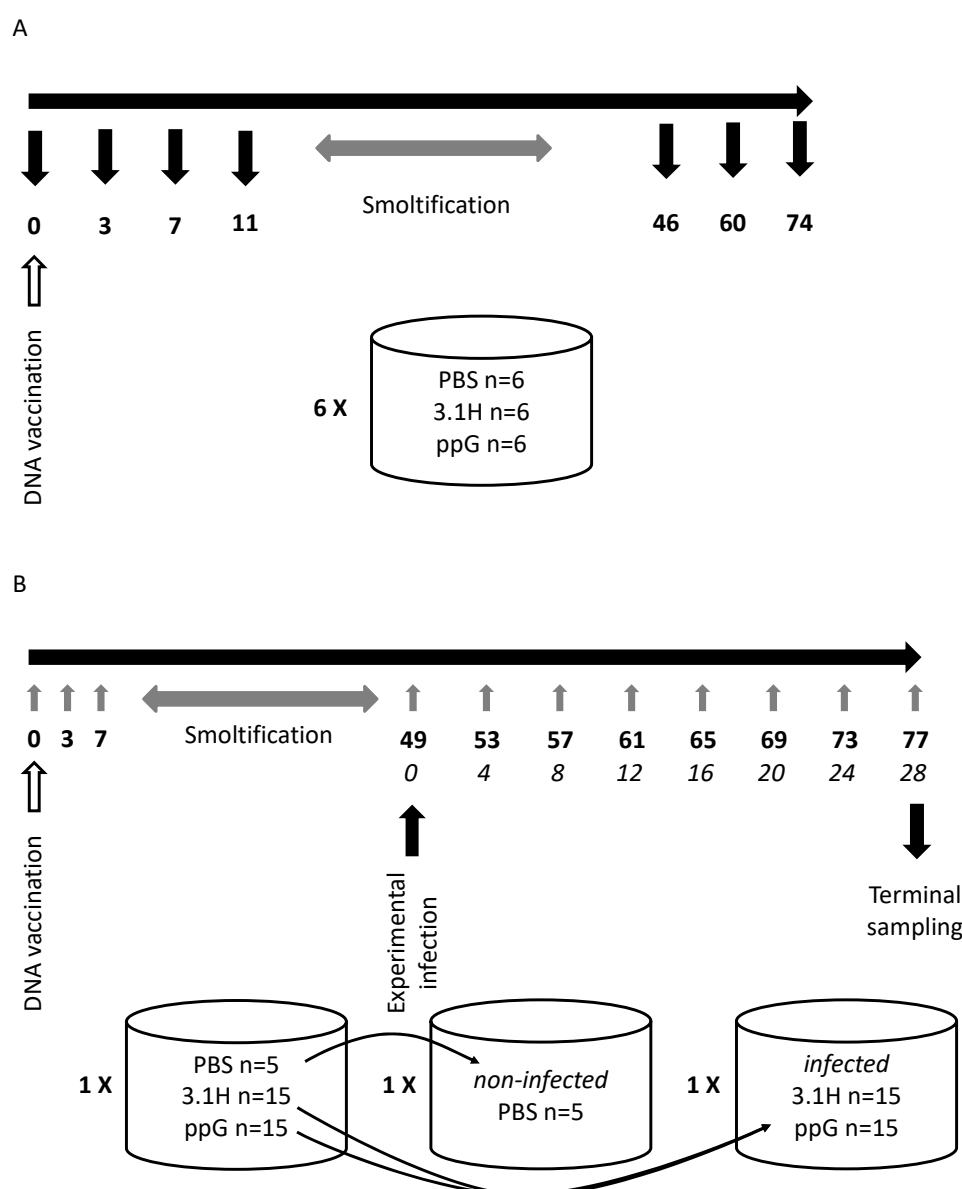 A
0 3 7 11 46 60 74
Smoltification
DNA vaccination
6 X
PBS n=6
3.1H n=6
ppG n=6
B
0 3 7 49 53 57 61 65 69 73 77
Smoltification
0 4 8 12 16 20 24 28
DNA vaccination
Experimental
infection
Terminal
sampling
1 X
PBS n=5
3.1H n=15
ppG n=15
1 X
non-infected
PBS n=5
1 X
infected
3.1H n=15
ppG n=15